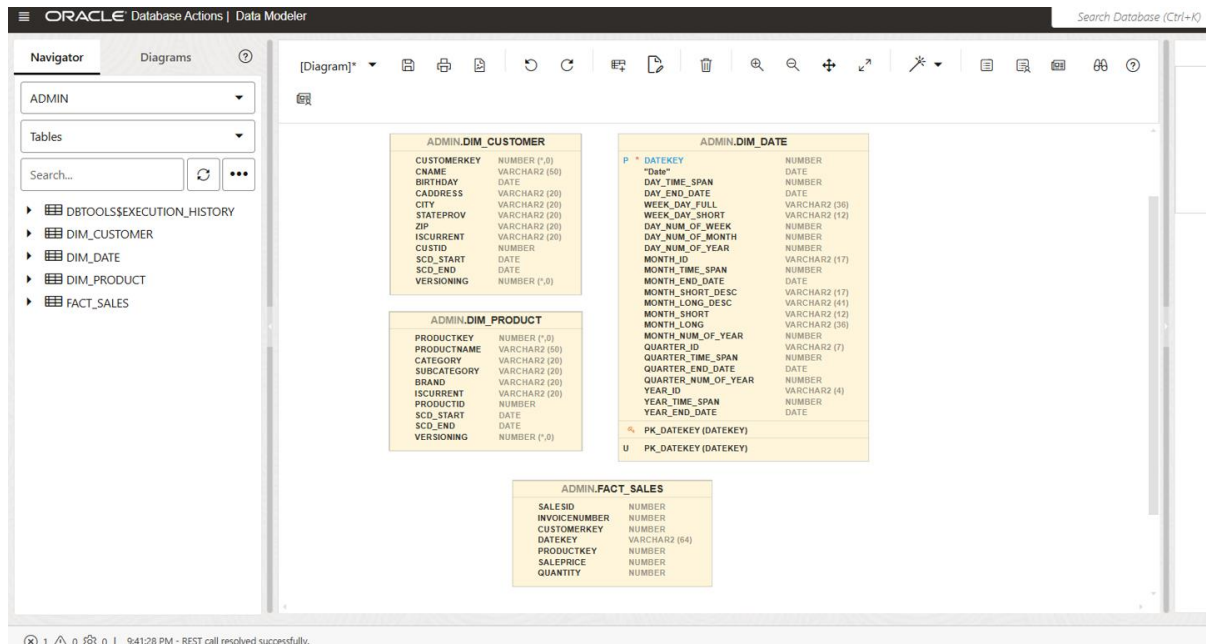 ORACLE Database Actions | Data Modeler
Search Database (Ctrl+K)
Navigator
Diagrams
[Diagram]*
ADMIN
Tables
Search...
DBTOOLS$EXECUTION_HISTORY
DIM_CUSTOMER
DIM_DATE
DIM_PRODUCT
FACT_SALES
ADMIN.DIM_CUSTOMER
CUSTOMERKEY NUMBER (*,0)
CNAME VARCHAR2 (50)
BIRTHDAY DATE
CADDRESS VARCHAR2 (20)
CITY VARCHAR2 (20)
STATEPROV VARCHAR2 (20)
ZIP VARCHAR2 (20)
ISCURRENT VARCHAR2 (20)
CUSTID NUMBER
SCD_START DATE
SCD_END DATE
VERSIONING NUMBER (*,0)
ADMIN.DIM_PRODUCT
PRODUCTKEY NUMBER (*,0)
PRODUCTNAME VARCHAR2 (50)
CATEGORY VARCHAR2 (20)
SUBCATEGORY VARCHAR2 (20)
BRAND VARCHAR2 (20)
ISCURRENT VARCHAR2 (20)
PRODUCTID NUMBER
SCD_START DATE
SCD_END DATE
VERSIONING NUMBER (*,0)
ADMIN.DIM_DATE
P * DATEKEY NUMBER
"Date" DATE
DAY_TIME_SPAN NUMBER
DAY_END_DATE DATE
WEEK_DAY_FULL VARCHAR2 (36)
WEEK_DAY_SHORT VARCHAR2 (12)
DAY_NUM_OF_WEEK NUMBER
DAY_NUM_OF_MONTH NUMBER
DAY_NUM_OF_YEAR NUMBER
MONTH_ID VARCHAR2 (17)
MONTH_TIME_SPAN NUMBER
MONTH_END_DATE DATE
MONTH_SHORT_DESC VARCHAR2 (17)
MONTH_LONG_DESC VARCHAR2 (41)
MONTH_SHORT VARCHAR2 (12)
MONTH_LONG VARCHAR2 (36)
MONTH_NUM_OF_YEAR NUMBER
QUARTER_ID VARCHAR2 (7)
QUARTER_TIME_SPAN NUMBER
QUARTER_END_DATE DATE
QUARTER_NUM_OF_YEAR NUMBER
YEAR_ID VARCHAR2 (4)
YEAR_TIME_SPAN NUMBER
YEAR_END_DATE DATE
PK_DATEKEY (DATEKEY)
U PK_DATEKEY (DATEKEY)
ADMIN.FACT_SALES
SALESID NUMBER
INVOICENUMBER NUMBER
CUSTOMERKEY NUMBER
DATEKEY VARCHAR2 (64)
PRODUCTKEY NUMBER
SALEPRICE NUMBER
QUANTITY NUMBER
1 0 0 | 9:41:28 PM - REST call resolved successfully.